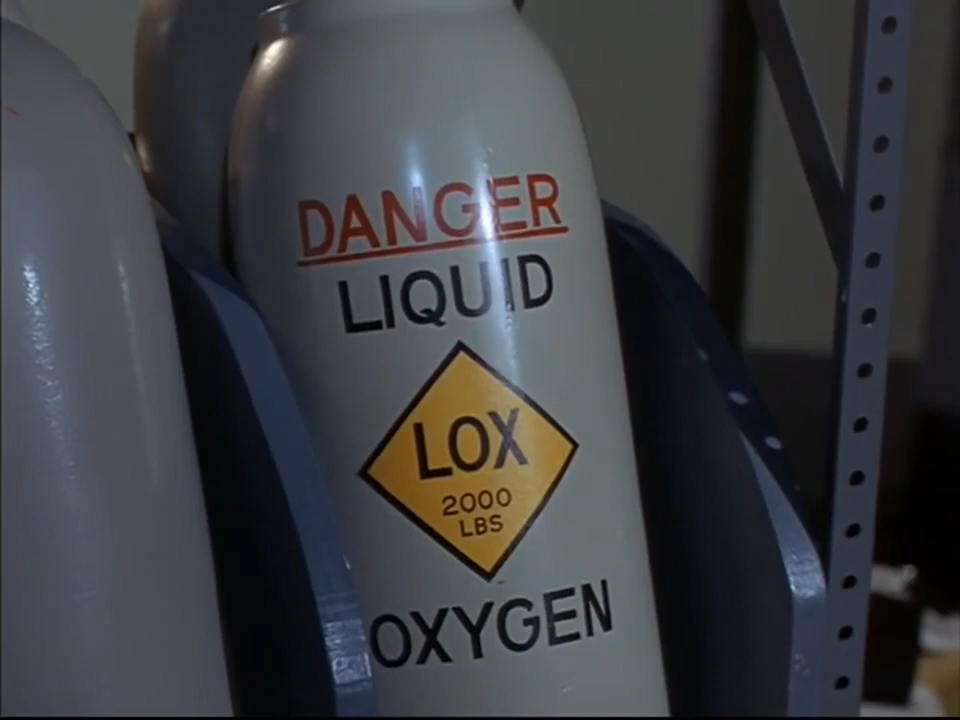 DANGER
LIQUID
LOX
2000
LBS
OXYGEN